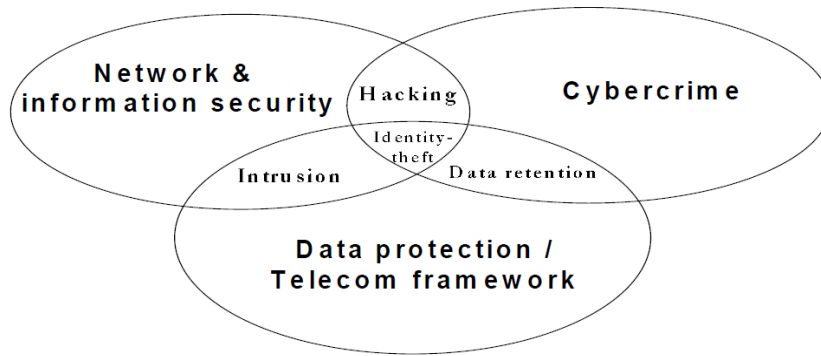 Network &
information security
Hacking
Cybercrime
Identity-
theft
Intrusion
Data retention
Data protection /
Telecom framework